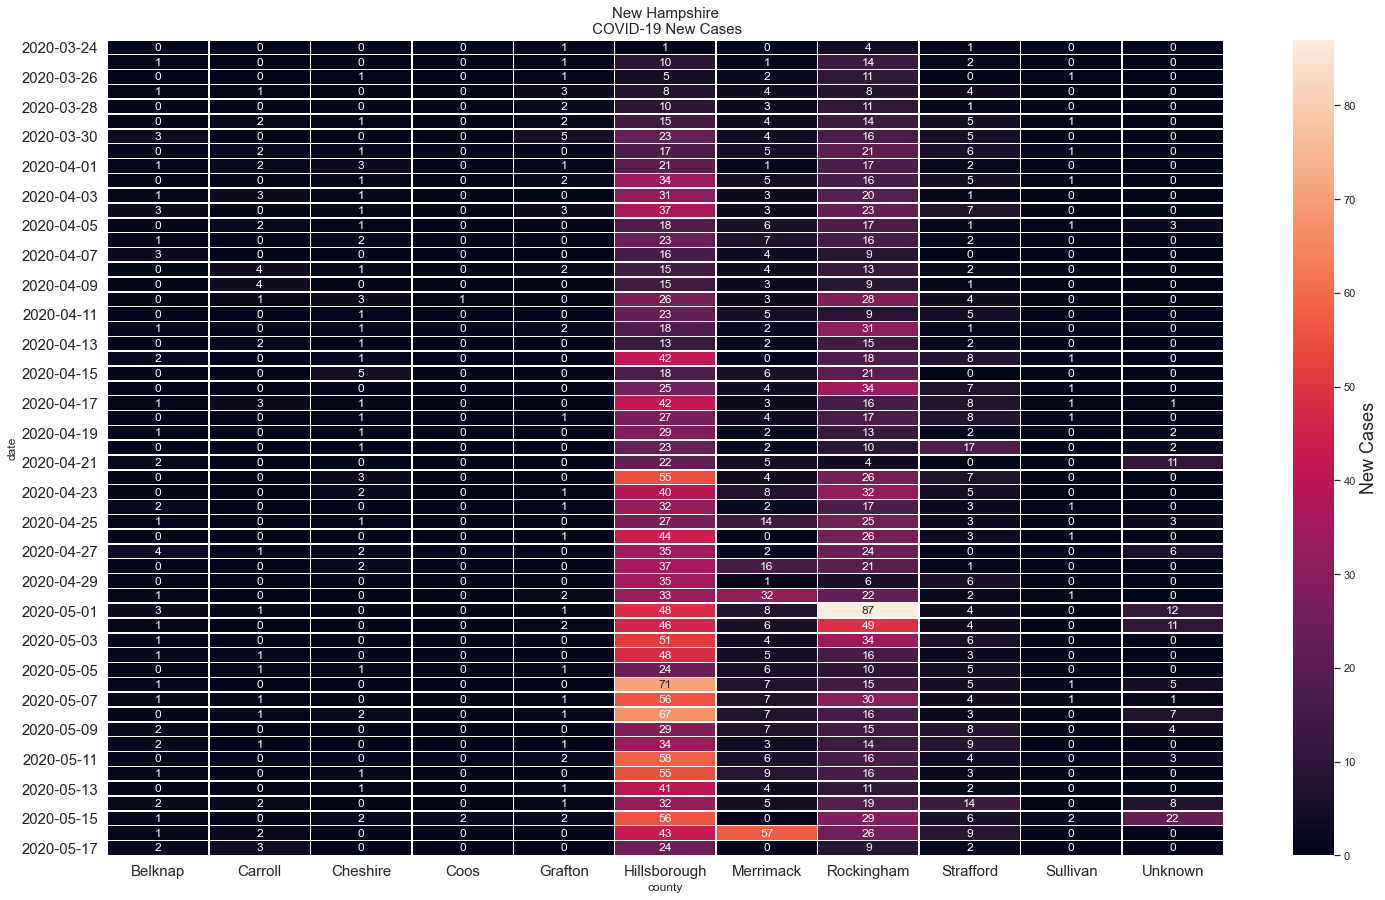 New Hampshire
COVID-19 New Cases
2020-03-24 0 0 0 0 1 1 0 4 1 0 0
1 0 0 0 1 10 1 14 2 0 0
2020-03-26 0 0 1 0 1 5 2 11 0 1 0
1 1 0 0 3 8 4 8 4 0 0
2020-03-28 0 0 0 0 2 10 3 11 1 0 0
0 2 1 0 2 15 4 14 5 1 0
2020-03-30 3 0 0 0 5 23 4 16 5 0 0
0 2 1 0 0 17 5 21 6 1 0
2020-04-01 1 2 3 0 1 21 1 17 2 0 0
0 0 1 0 2 34 5 16 5 1 0
2020-04-03 1 3 1 0 0 31 3 20 1 0 0
3 0 1 0 3 37 3 23 7 0 0
2020-04-05 0 2 1 0 0 18 6 17 1 1 3
1 0 2 0 0 23 7 16 2 0 0
2020-04-07 3 0 0 0 0 16 4 9 0 0 0
0 4 1 0 2 15 4 13 2 0 0
2020-04-09 0 4 0 0 0 15 3 9 1 0 0
0 1 3 1 0 26 3 28 4 0 0
2020-04-11 0 0 1 0 0 23 5 9 5 0 0
1 0 1 0 2 18 2 31 1 0 0
2020-04-13 0 2 1 0 0 13 2 15 2 0 0
2 0 1 0 0 42 0 18 8 1 0
2020-04-15 0 0 5 0 0 18 6 21 0 0 0
0 0 0 0 0 25 4 34 7 1 0
2020-04-17 1 3 1 0 0 42 3 16 8 1 1
0 0 1 0 1 27 4 17 8 1 0
2020-04-19 1 0 1 0 0 29 2 13 2 0 2
0 0 1 0 0 23 2 10 17 0 2
2020-04-21 2 0 0 0 0 22 5 4 0 0 11
0 0 3 0 0 55 4 26 7 0 0
2020-04-23 0 0 2 0 1 40 8 32 5 0 0
2 0 0 0 1 32 2 17 3 1 0
2020-04-25 1 0 1 0 0 27 14 25 3 0 3
0 0 0 0 1 44 0 26 3 1 0
2020-04-27 4 1 2 0 0 35 2 24 0 0 6
0 0 2 0 0 37 16 21 1 0 0
2020-04-29 0 0 0 0 0 35 1 6 6 0 0
1 0 0 0 2 33 32 22 2 1 0
2020-05-01 3 1 0 0 1 48 8 87 4 0 12
1 0 0 0 2 46 6 49 4 0 11
2020-05-03 1 0 0 0 0 51 4 34 6 0 0
1 1 0 0 0 48 5 16 3 0 0
2020-05-05 0 1 1 0 1 24 6 10 5 0 0
1 0 0 0 0 71 7 15 5 1 5
2020-05-07 1 1 0 0 1 56 7 30 4 1 1
0 1 2 0 1 67 7 16 3 0 7
2020-05-09 2 0 0 0 0 29 7 15 8 0 4
2 1 0 0 1 34 3 14 9 0 0
2020-05-11 0 0 0 0 2 58 6 16 4 0 3
1 0 1 0 0 55 9 16 3 0 0
2020-05-13 0 0 1 0 1 41 4 11 2 0 0
2 2 0 0 1 32 5 19 14 0 8
2020-05-15 1 0 2 2 2 56 0 29 6 2 22
1 2 0 0 0 43 57 26 9 0 0
2020-05-17 2 3 0 0 0 24 0 9 2 0 0
Belknap Carroll Cheshire Coos Grafton Hillsborough Merrimack Rockingham Strafford Sullivan Unknown
county
date
80
70
60
50
40
30
20
10
0
New Cases